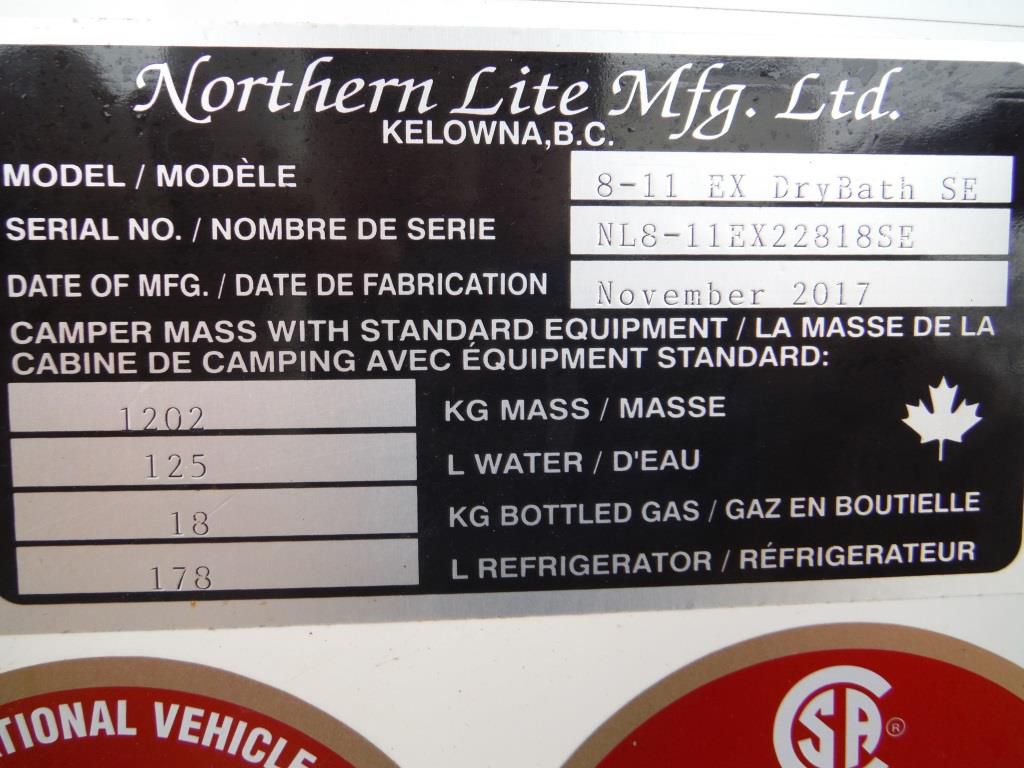 Northern Lite Mfg. Ltd.
KELOWNA,B.C.
MODEL / MODÈLE 8-11 EX DryBath SE
SERIAL NO. / NOMBRE DE SERIE NL8-11EX22818SE
DATE OF MFG. / DATE DE FABRICATION November 2017
CAMPER MASS WITH STANDARD EQUIPMENT / LA MASSE DE LA
CABINE DE CAMPING AVEC ÉQUIPMENT STANDARD:
1202 KG MASS / MASSE
125 L WATER / D'EAU
18 KG BOTTLED GAS / GAZ EN BOUTIELLE
178 L REFRIGERATOR / RÉFRIGERATEUR
TIONAL VEHICLE
CSA ®